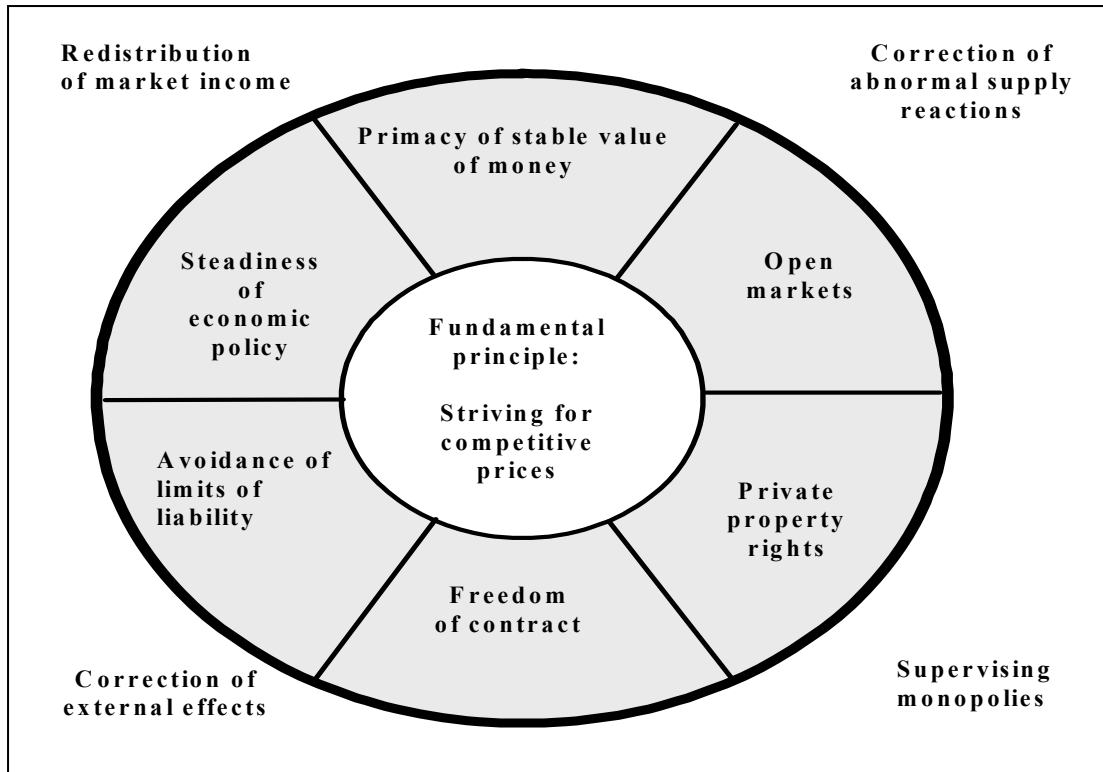 Redistribution
of market income
Correction of
abnormal supply
reactions
Primacy of stable value
of money
Steadiness
of
economic
policy
Open
markets
Fundamental
principle:
Striving for
competitive
prices
Avoidance of
limits of
liability
Private
property
rights
Freedom
of contract
Correction of
external effects
Supervising
monopolies